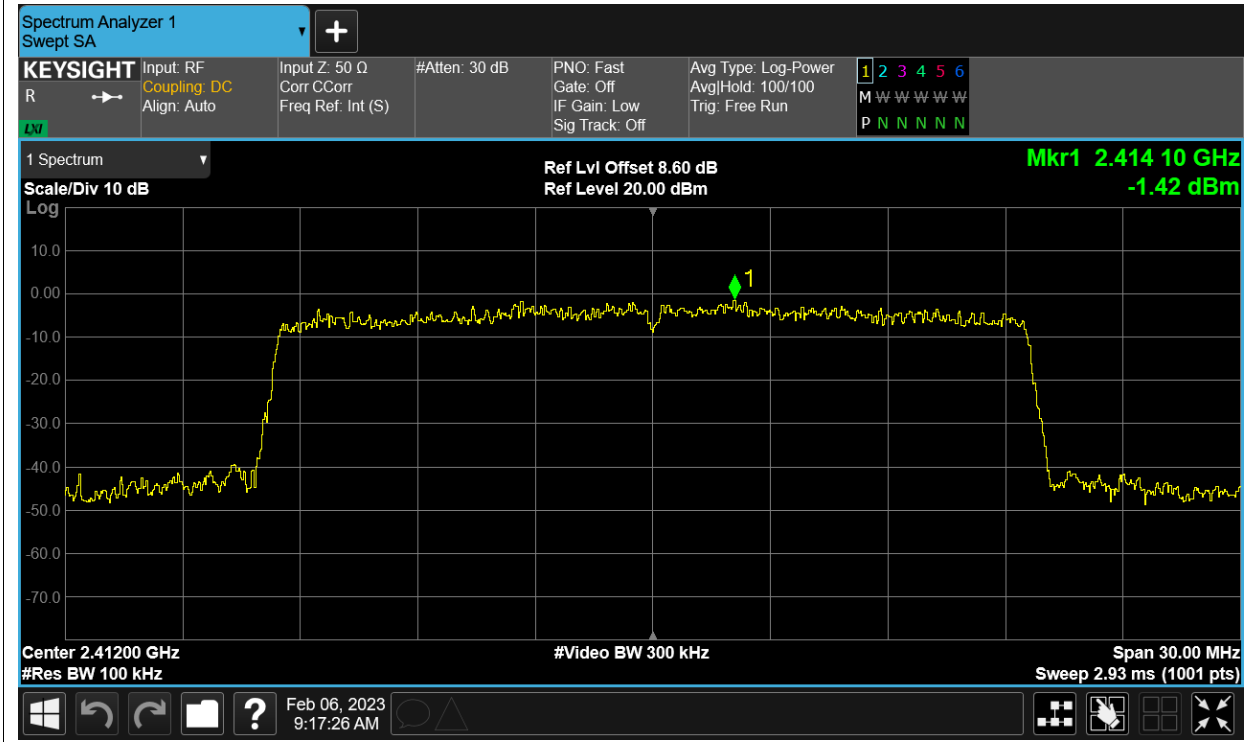 Spectrum Analyzer 1
Swept SA
KEYSIGHT
R
LXI
Input: RF
Coupling: DC
Align: Auto
Input Z: 50 Ω
Corr CCorr
Freq Ref: Int (S)
#Atten: 30 dB
PNO: Fast
Gate: Off
IF Gain: Low
Sig Track: Off
Avg Type: Log-Power
Avg|Hold: 100/100
Trig: Free Run
1 2 3 4 5 6
M W W W W W
P N N N N N N
1 Spectrum
Scale/Div 10 dB
Log
Ref Lvl Offset 8.60 dB
Ref Level 20.00 dBm
Mkr1 2.414 10 GHz
-1.42 dBm
10.0
0.00
-10.0
-20.0
-30.0
-40.0
-50.0
-60.0
-70.0
1
Center 2.41200 GHz
#Res BW 100 kHz
#Video BW 300 kHz
Span 30.00 MHz
Sweep 2.93 ms (1001 pts)
?
Feb 06, 2023
9:17:26 AM